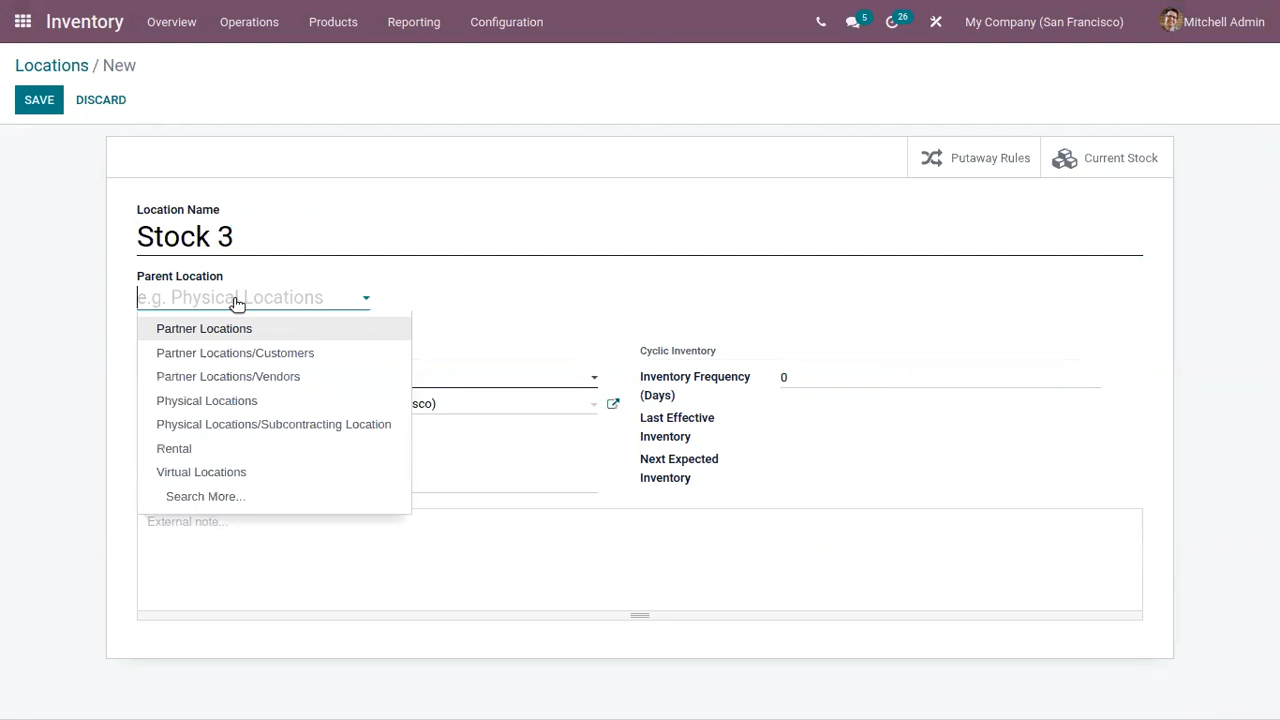 Inventory Overview Operations Products Reporting Configuration 5 26 My Company (San Francisco) Mitchell Admin
Locations / New
SAVE DISCARD
Putaway Rules Current Stock
Location Name
Stock 3
Parent Location
e.g. Physical Locations
Partner Locations
Partner Locations/Customers
Partner Locations/Vendors
Physical Locations
Physical Locations/Subcontracting Location
Rental
Virtual Locations
Search More...
sco)
Cyclic Inventory
Inventory Frequency 0
(Days)
Last Effective
Inventory
Next Expected
Inventory
External note...